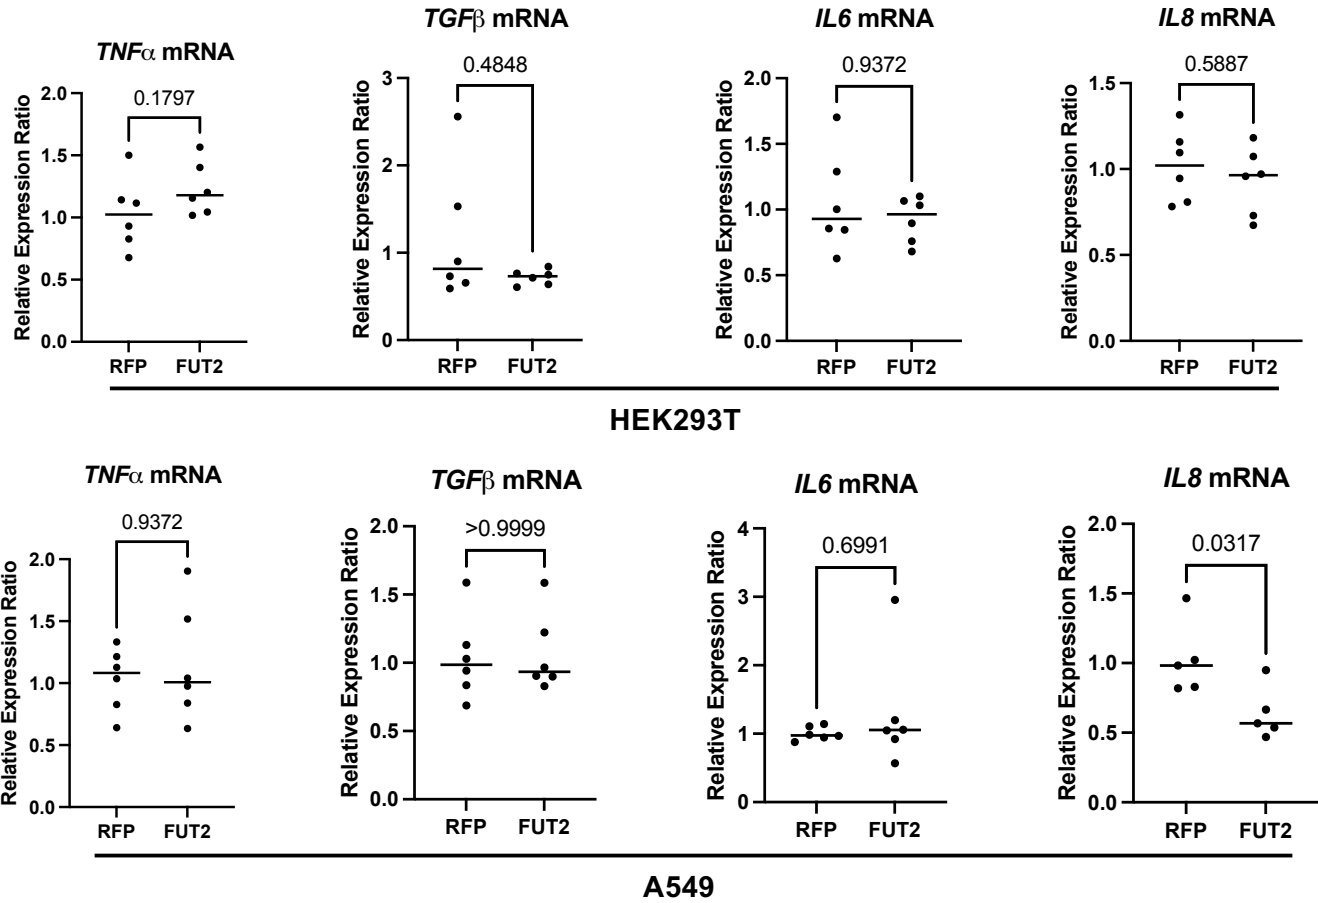 TNFα mRNA
0.1797
Relative Expression Ratio
2.0
1.5
1.0
0.5
0.0
RFP FUT2
TGFβ mRNA
0.4848
Relative Expression Ratio
3
2
1
0
RFP FUT2
IL6 mRNA
0.9372
Relative Expression Ratio
2.0
1.5
1.0
0.5
0.0
RFP FUT2
IL8 mRNA
0.5887
Relative Expression Ratio
1.5
1.0
0.5
0.0
RFP FUT2
HEK293T
TNFα mRNA
0.9372
Relative Expression Ratio
2.0
1.5
1.0
0.5
0.0
RFP FUT2
TGFβ mRNA
>0.9999
Relative Expression Ratio
2.0
1.5
1.0
0.5
0.0
RFP FUT2
IL6 mRNA
0.6991
Relative Expression Ratio
4
3
2
1
0
RFP FUT2
IL8 mRNA
0.0317
Relative Expression Ratio
2.0
1.5
1.0
0.5
0.0
RFP FUT2
A549